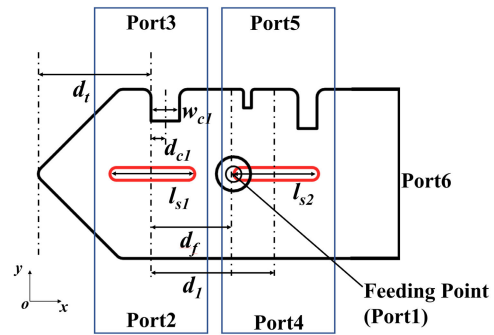 Port3
Port5
d_t
w_c1
d_c1
l_s1
l_s2
Port6
d_f
d_1
y
o
x
Feeding Point
(Port1)
Port2
Port4